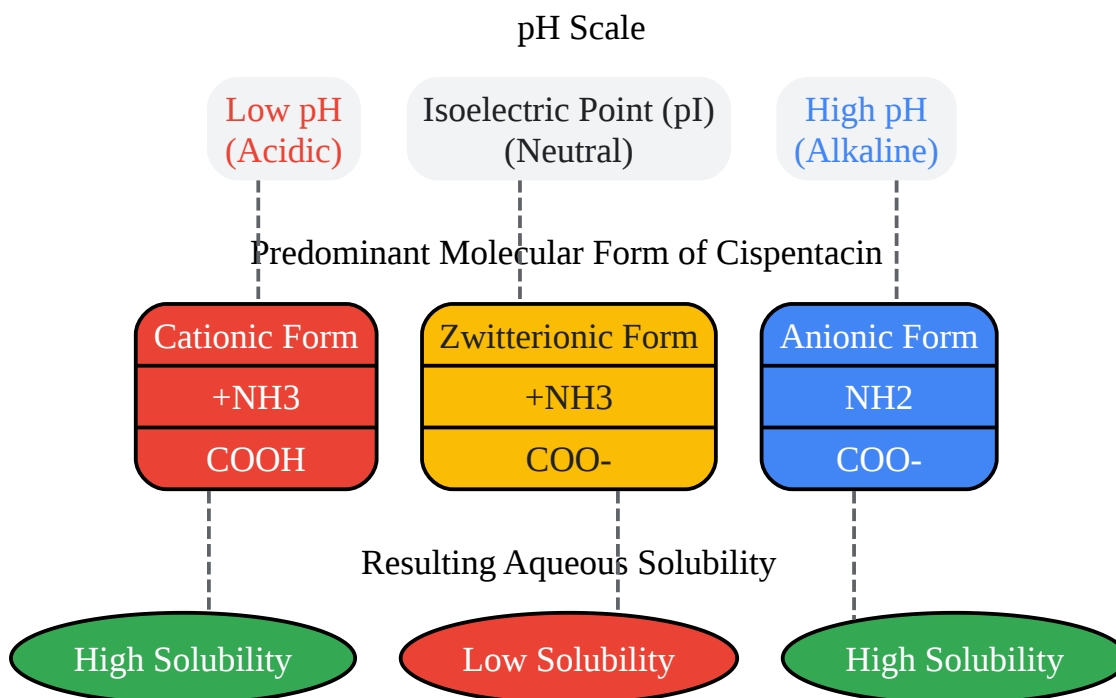 pH Scale
Low pH
(Acidic)
Isoelectric Point (pI)
(Neutral)
High pH
(Alkaline)
Predominant Molecular Form of Cispentacin
Cationic Form
+NH3
COOH
Zwitterionic Form
+NH3
COO-
Anionic Form
NH2
COO-
Resulting Aqueous Solubility
High Solubility
Low Solubility
High Solubility